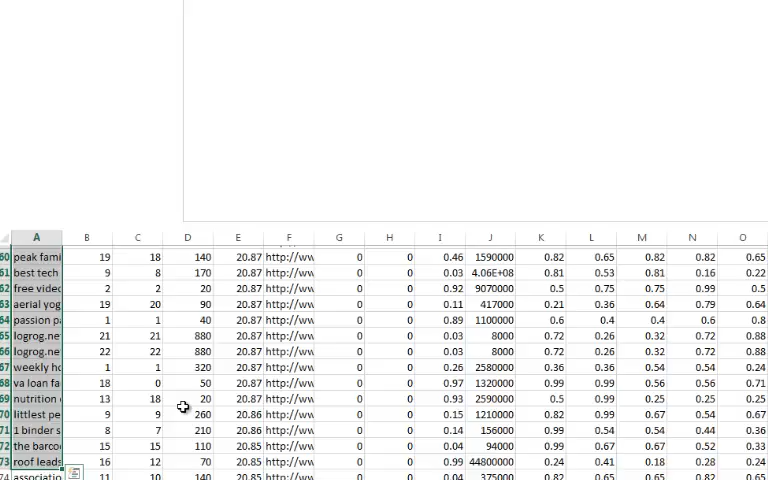 A B C D E F G H I J K L M N O
60 peak fami 19 18 140 20.87 http://ww 0 0 0.46 1590000 0.82 0.65 0.82 0.82 0.65
61 best tech 9 8 170 20.87 http://ww 0 0 0.03 4.06E+08 0.81 0.53 0.81 0.16 0.22
62 free videc 2 2 20 20.87 http://ww 0 0 0.92 9070000 0.5 0.75 0.75 0.99 0.5
63 aerial yog 19 20 90 20.87 http://ww 0 0 0.11 417000 0.21 0.36 0.64 0.79 0.64
64 passion pa 1 1 40 20.87 http://ww 0 0 0.89 1100000 0.6 0.4 0.4 0.6 0.8
65 logrog.ne 21 21 880 20.87 http://ww 0 0 0.03 8000 0.72 0.26 0.32 0.72 0.88
66 logrog.ne 22 22 880 20.87 http://ww 0 0 0.03 8000 0.72 0.26 0.32 0.72 0.88
67 weekly ho 1 1 320 20.87 http://ww 0 0 0.26 2580000 0.36 0.36 0.54 0.54 0.24
68 va loan fa 18 0 50 20.87 http://ww 0 0 0.97 1320000 0.99 0.99 0.56 0.56 0.71
69 nutrition 13 18 20 20.87 http://ww 0 0 0.93 2590000 0.5 0.99 0.25 0.25 0.25
70 littlest pe 9 9 260 20.86 http://ww 0 0 0.15 1210000 0.82 0.99 0.67 0.54 0.67
71 1 binder s 8 7 210 20.86 http://ww 0 0 0.14 156000 0.99 0.54 0.54 0.44 0.36
72 the barco 15 15 110 20.85 http://ww 0 0 0.04 94000 0.99 0.67 0.67 0.52 0.33
73 roof leads 16 12 70 20.85 http://ww 0 0 0.99 44800000 0.24 0.41 0.18 0.28 0.24
74 associatio 11 10 140 20.85 http://ww 0 0 0.04 375000 0.82 0.65 0.65 0.82 0.65